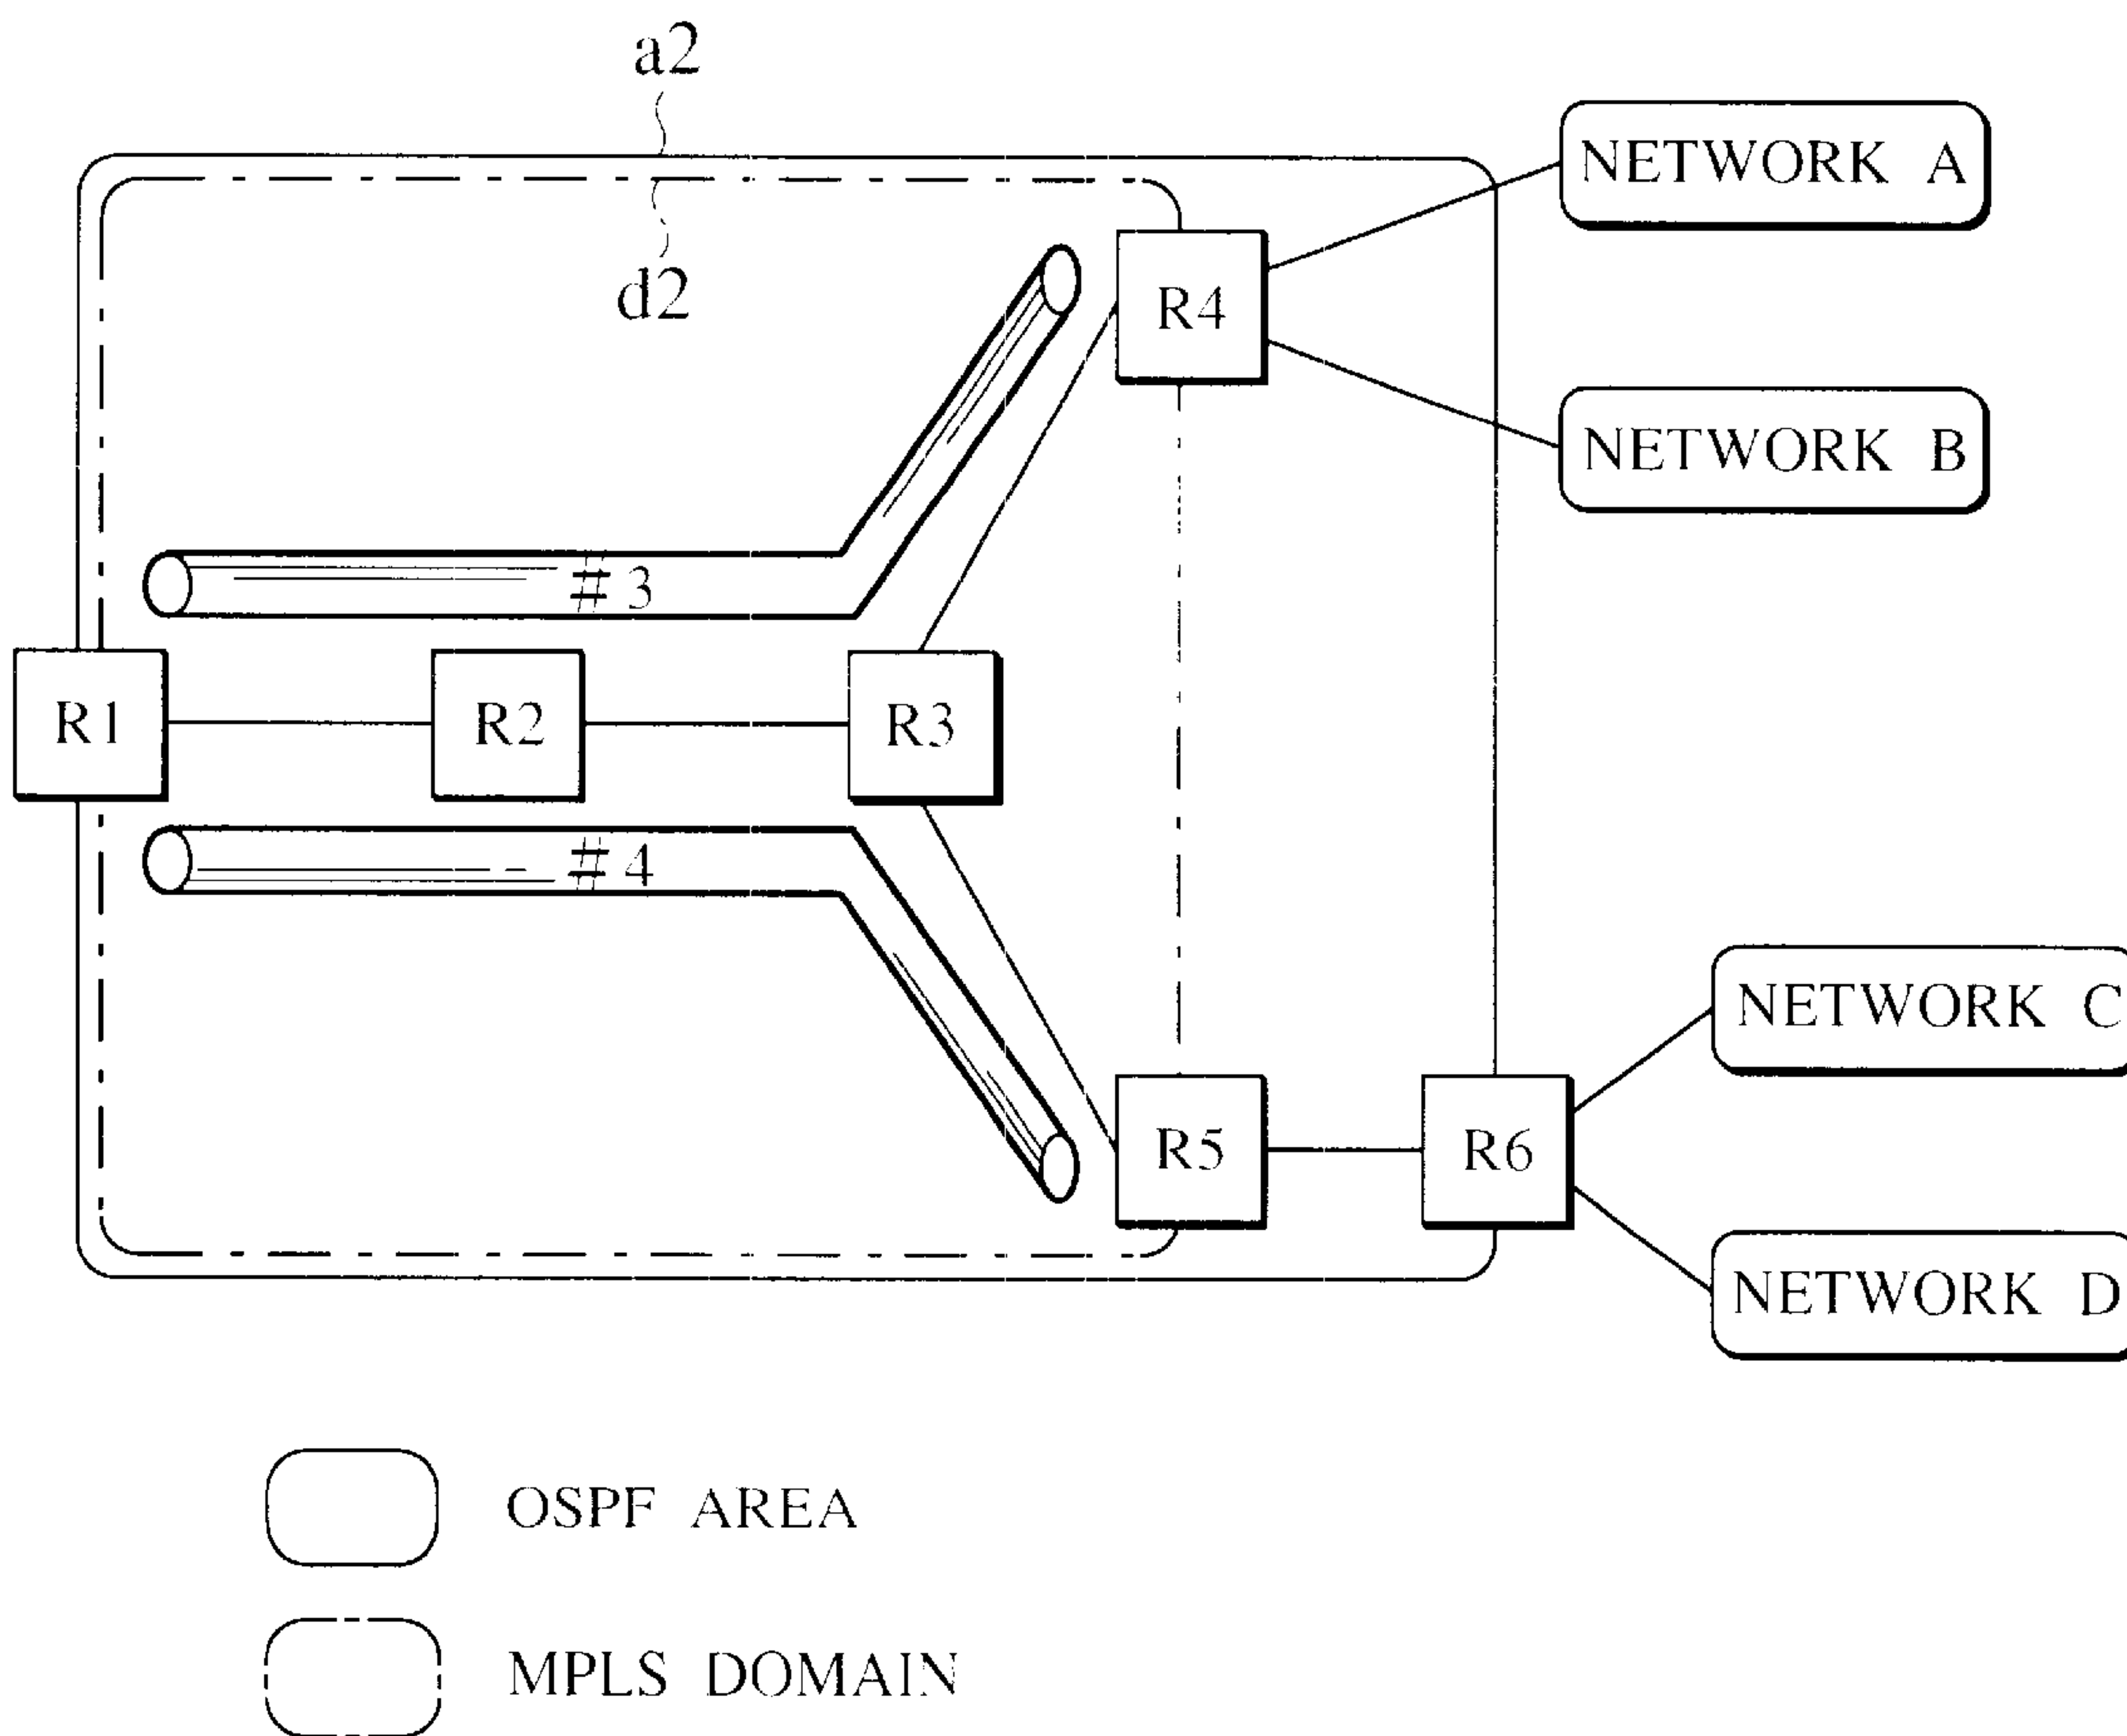 a2
NETWORK A
d2
R4
NETWORK B
#3
R1
R2
R3
#4
NETWORK C
R5
R6
NETWORK D
OSPF AREA
MPLS DOMAIN